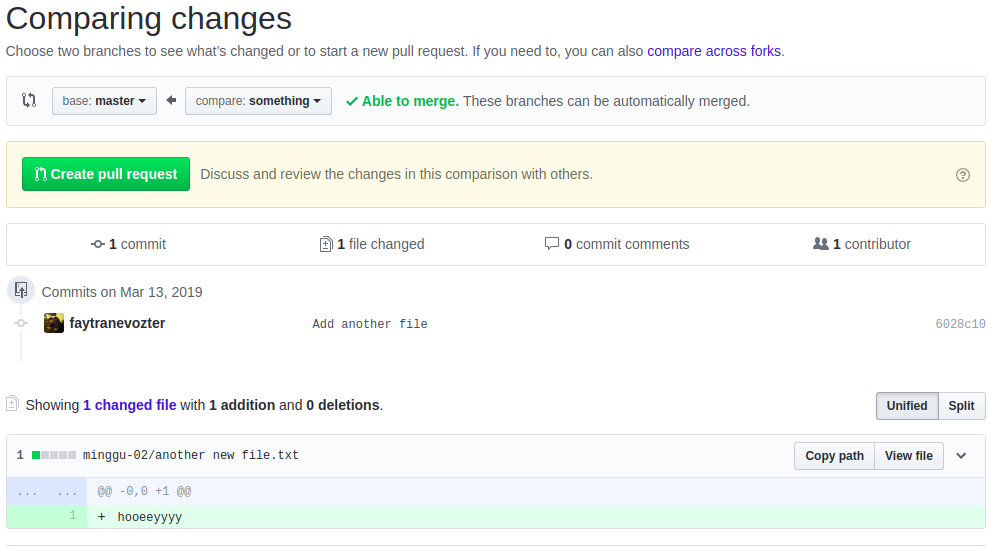 Comparing changes
Choose two branches to see what's changed or to start a new pull request. If you need to, you can also compare across forks.
base: master compare: something Able to merge. These branches can be automatically merged.
Create pull request Discuss and review the changes in this comparison with others.
1 commit 1 file changed 0 commit comments 1 contributor
Commits on Mar 13, 2019
faytranevozter Add another file 6028c10
Showing 1 changed file with 1 addition and 0 deletions. Unified Split
1 minggu-02/another new file.txt Copy path View file
... ... @@ -0,0 +1 @@
1 + hooeeyyyy